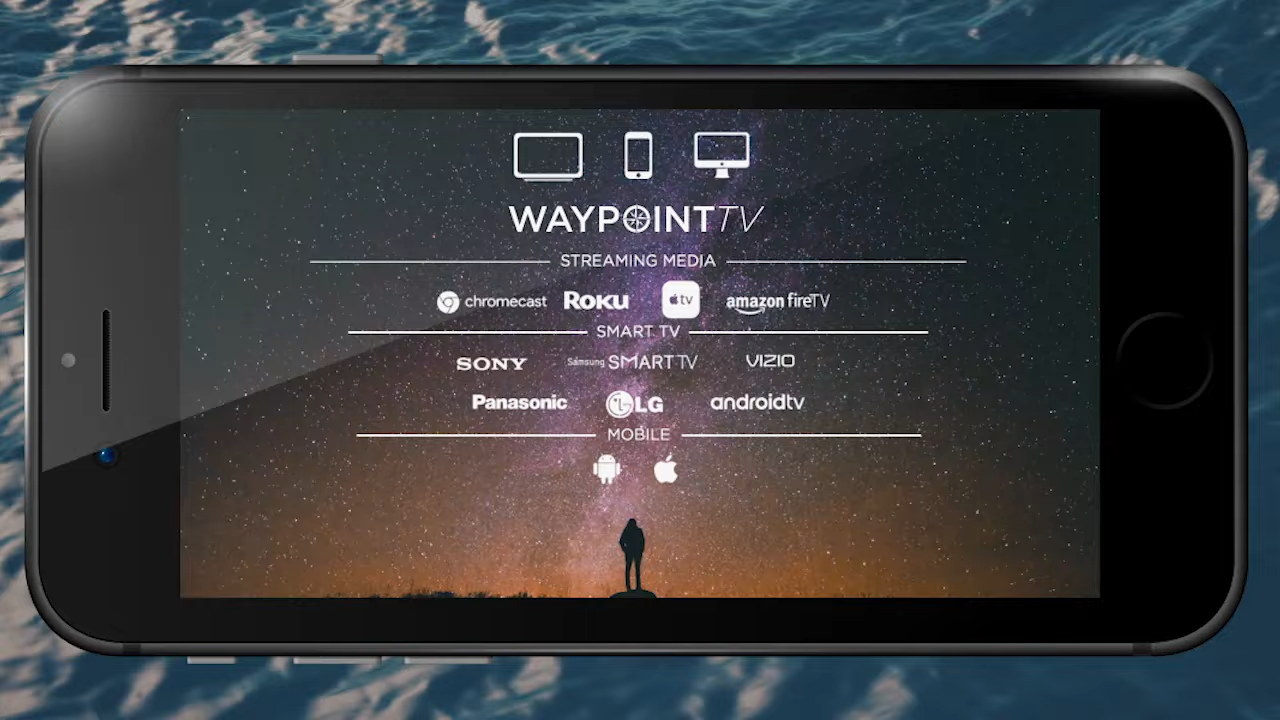 WAYPOINTTV
STREAMING MEDIA
chromecast ROKU tv amazon fireTV
SMART TV
SONY Samsung SMART TV VIZIO
Panasonic LG androidtv
MOBILE